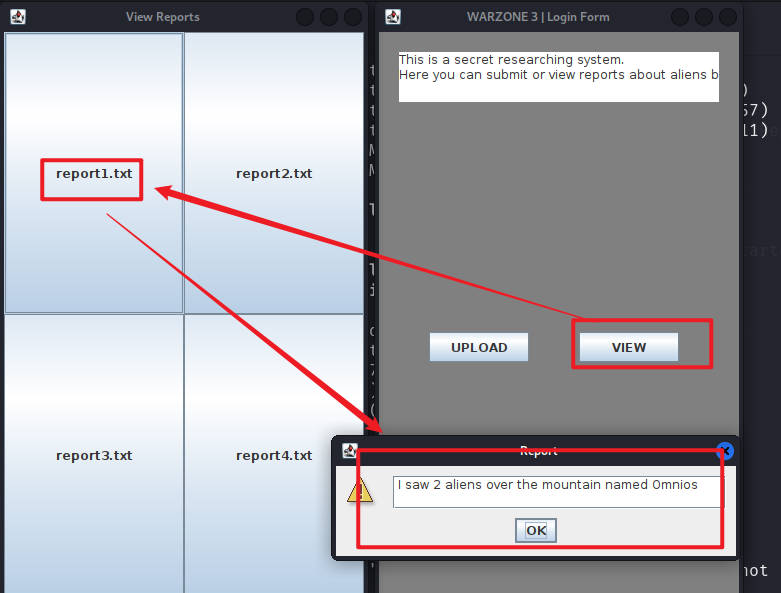 View Reports
report1.txt
report2.txt
report3.txt
report4.txt
WARZONE 3 | Login Form
This is a secret researching system.
Here you can submit or view reports about aliens b
UPLOAD
VIEW
Report
I saw 2 aliens over the mountain named Omnios
OK